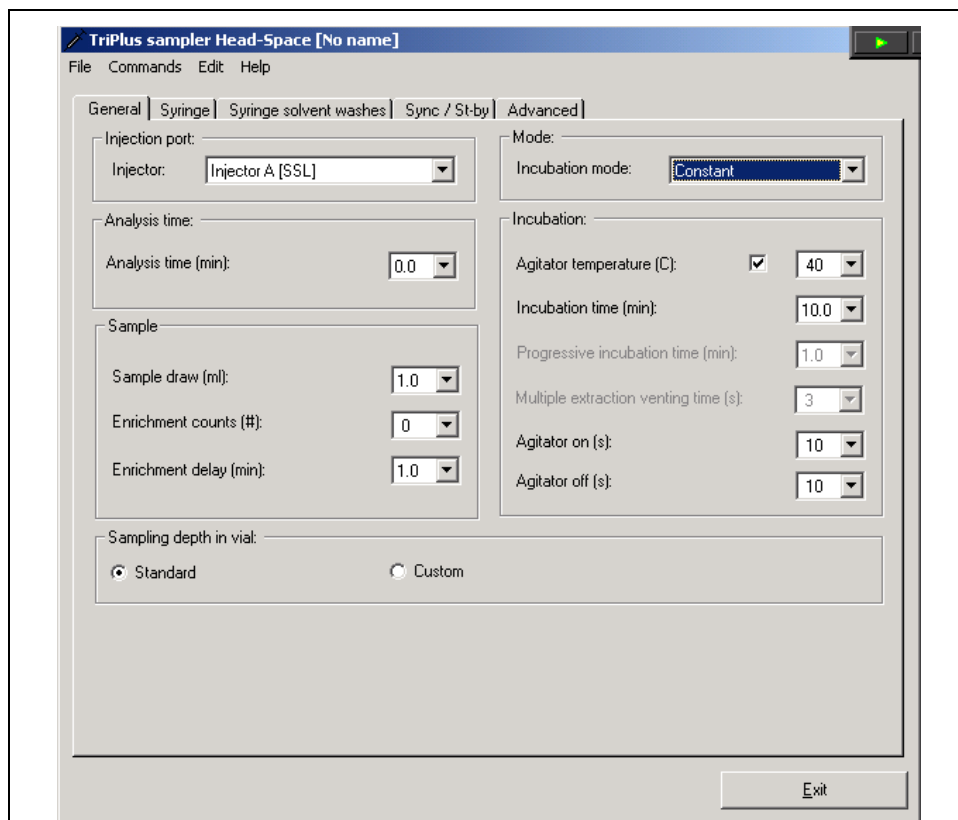 TriPlus sampler Head-Space [No name]
File Commands Edit Help
General Syringe Syringe solvent washes Sync / St-by Advanced
Injection port:
Injector: Injector A [SSL]
Mode:
Incubation mode: Constant
Analysis time:
Analysis time (min): 0.0
Incubation:
Agitator temperature (C): 40
Incubation time (min): 10.0
Progressive incubation time (min): 1.0
Multiple extraction venting time (s): 3
Agitator on (s): 10
Agitator off (s): 10
Sample
Sample draw (ml): 1.0
Enrichment counts (#): 0
Enrichment delay (min): 1.0
Sampling depth in vial:
Standard Custom
Exit